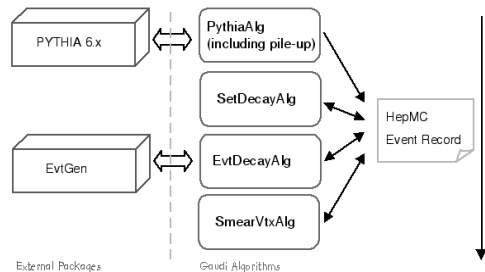 PYTHIA 6.x
PythiaAlg
(including pile-up)
SetDecayAlg
HepMC
Event Record
EvtGen
EvtDecayAlg
SmearVtxAlg
External Packages
Gaudi Algorithms